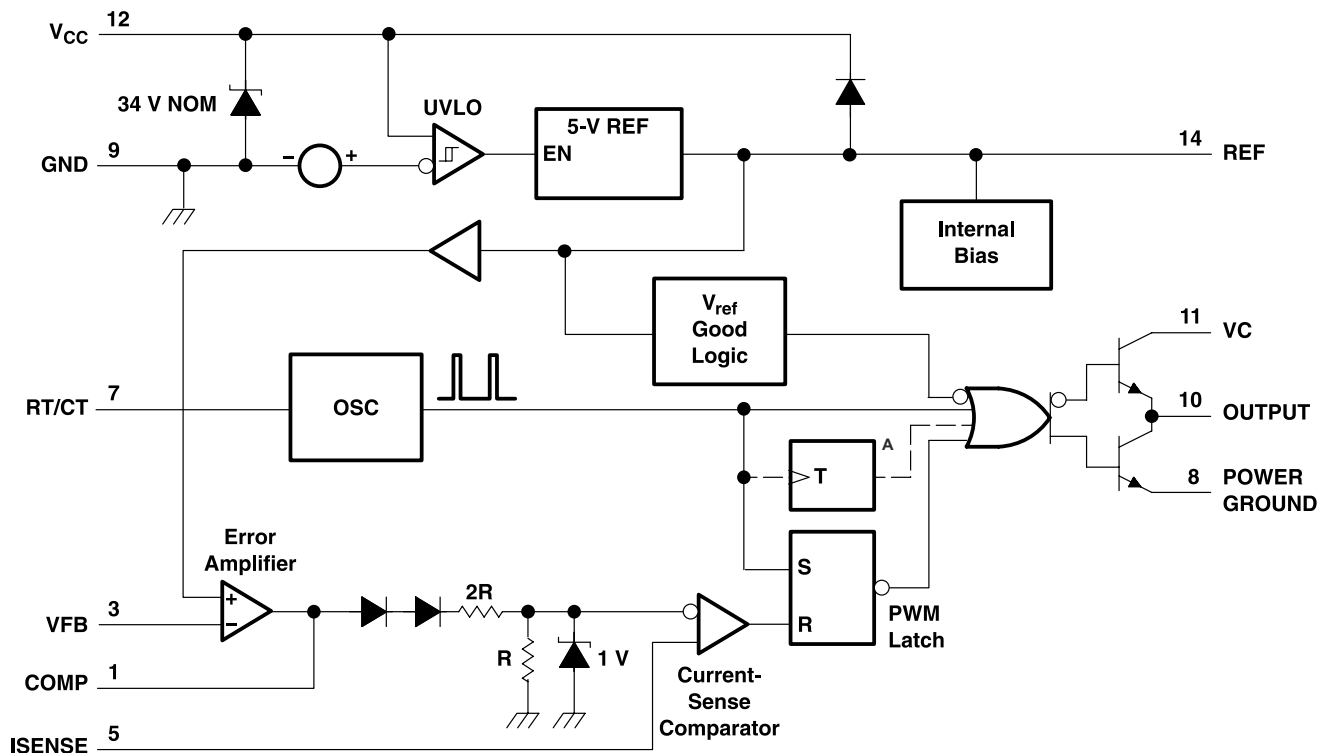 VCC 12
34 V NOM
UVLO
5-V REF
EN
GND 9
- +
14 REF
Internal
Bias
Vref
Good
Logic
11 VC
RT/CT 7
OSC
10 OUTPUT
A
T
8 POWER
GROUND
Error
Amplifier
S
2R
+
-
VFB 3
R
PWM
Latch
R
1 V
COMP 1
Current-
Sense
Comparator
ISENSE 5